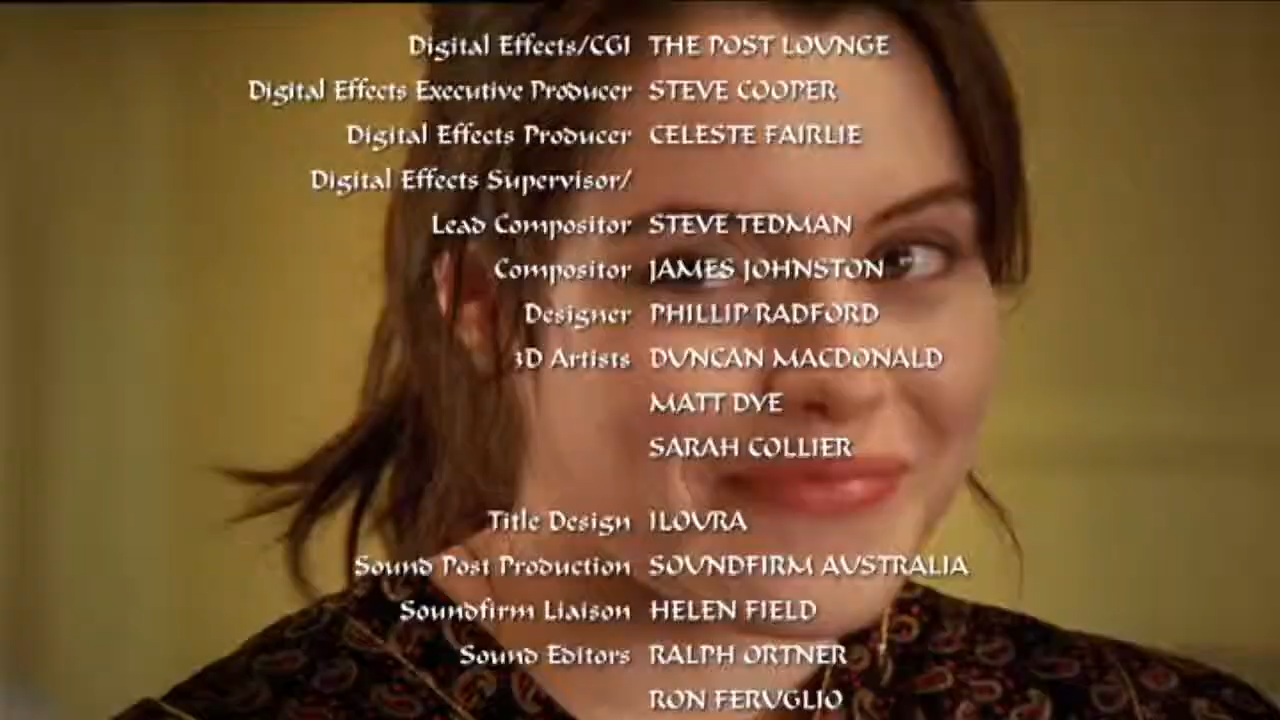 Digital Effects/CGI THE POST LOUNGE
Digital Effects Executive Producer STEVE COOPER
Digital Effects Producer CELESTE FAIRLIE
Digital Effects Supervisor/
Lead Compositor STEVE TEDMAN
Compositor JAMES JOHNSTON
Designer PHILLIP RADFORD
3D Artists DUNCAN MACDONALD
MATT DYE
SARAH COLLIER
Title Design ILOURA
Sound Post Production SOUNDFIRM AUSTRALIA
Soundfirm Liaison HELEN FIELD
Sound Editors RALPH ORTNER
RON FERUGLIO